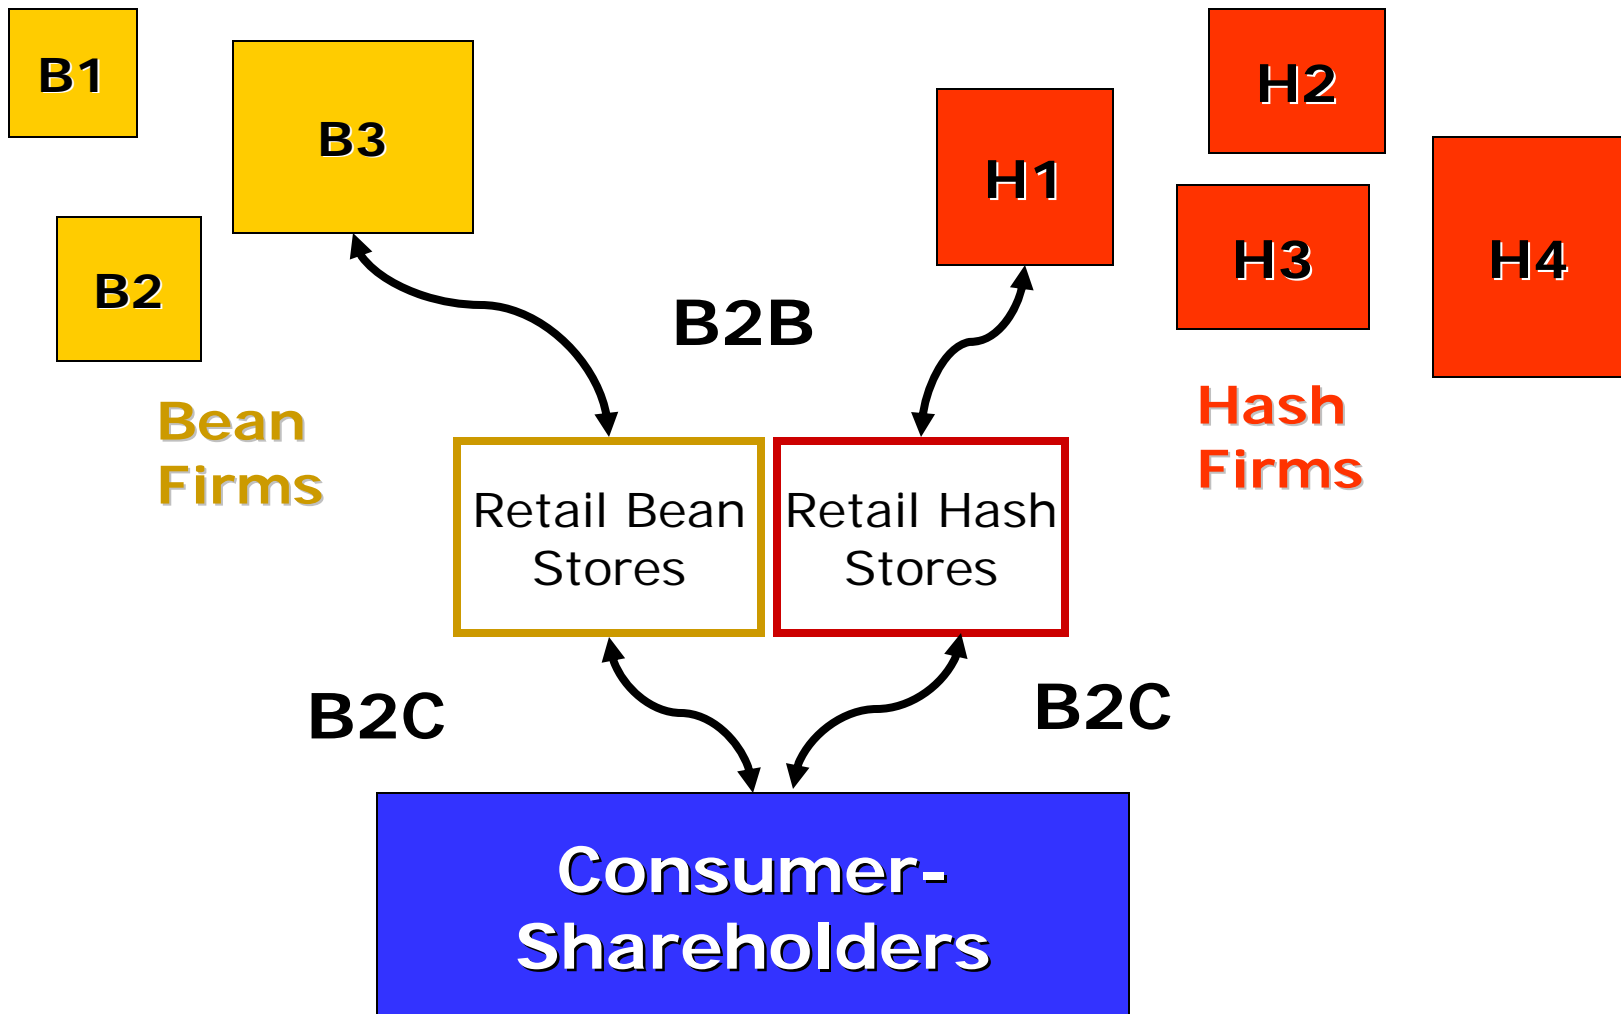 B1
B3
B2
H1
H2
H3
H4
B2B
Bean
Firms
Hash
Firms
Retail Bean
Stores
Retail Hash
Stores
B2C
B2C
Consumer-
Shareholders